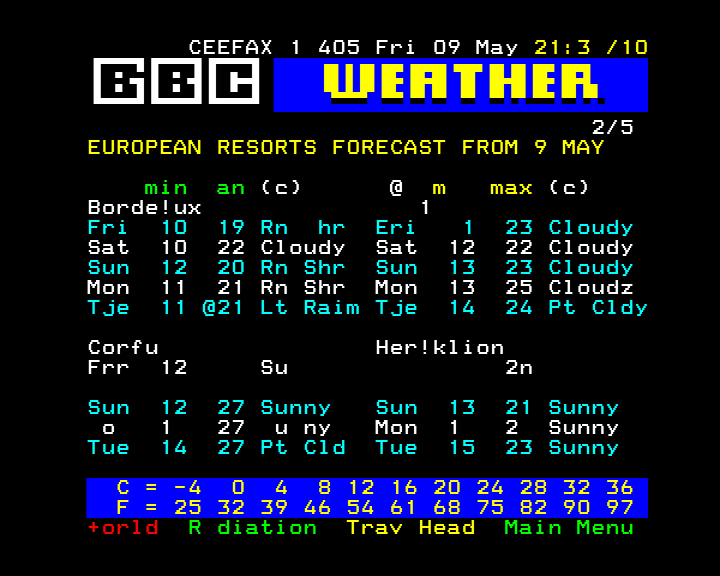 CEEFAX 1 405 Fri 09 May 21:3 /10
BBC WEATHER
2/5
EUROPEAN RESORTS FORECAST FROM 9 MAY
min an (c) @ m max (c)
Borde!ux 1
Fri 10 19 Rn hr Eri 1 23 Cloudy
Sat 10 22 Cloudy Sat 12 22 Cloudy
Sun 12 20 Rn Shr Sun 13 23 Cloudy
Mon 11 21 Rn Shr Mon 13 25 Cloudz
Tje 11 @21 Lt Raim Tje 14 24 Pt Cldy
Corfu Her!klion
Frr 12 Su 2n
Sun 12 27 Sunny Sun 13 21 Sunny
o 1 27 u ny Mon 1 2 Sunny
Tue 14 27 Pt Cld Tue 15 23 Sunny
C = -4 0 4 8 12 16 20 24 28 32 36
F = 25 32 39 46 54 61 68 75 82 90 97
+orld R diation Trav Head Main Menu